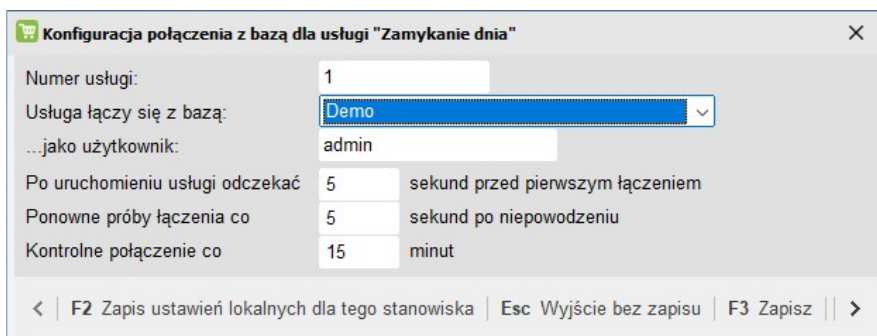 Konfiguracja połączenia z bazą dla usługi "Zamykanie dnia"
Numer usługi: 1
Usługa łączy się z bazą: Demo
...jako użytkownik: admin
Po uruchomieniu usługi odczekać 5 sekund przed pierwszym łączeniem
Ponowne próby łączenia co 5 sekund po niepowodzeniu
Kontrolne połączenie co 15 minut
F2 Zapis ustawień lokalnych dla tego stanowiska | Esc Wyjście bez zapisu | F3 Zapisz